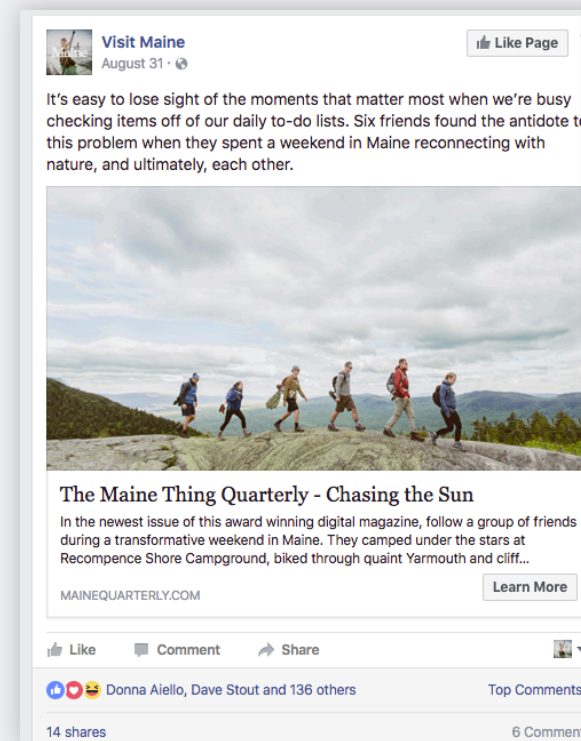 Visit Maine
August 31
Like Page
It's easy to lose sight of the moments that matter most when we're busy
checking items off of our daily to-do lists. Six friends found the antidote to
this problem when they spent a weekend in Maine reconnecting with
nature, and ultimately, each other.
The Maine Thing Quarterly - Chasing the Sun
In the newest issue of this award winning digital magazine, follow a group of friends
during a transformative weekend in Maine. They camped under the stars at
Recompence Shore Campground, biked through quaint Yarmouth and cliff...
Learn More
MAINEQUARTERLY.COM
Like Comment Share
Donna Aiello, Dave Stout and 136 others
Top Comments
14 shares
6 Commen